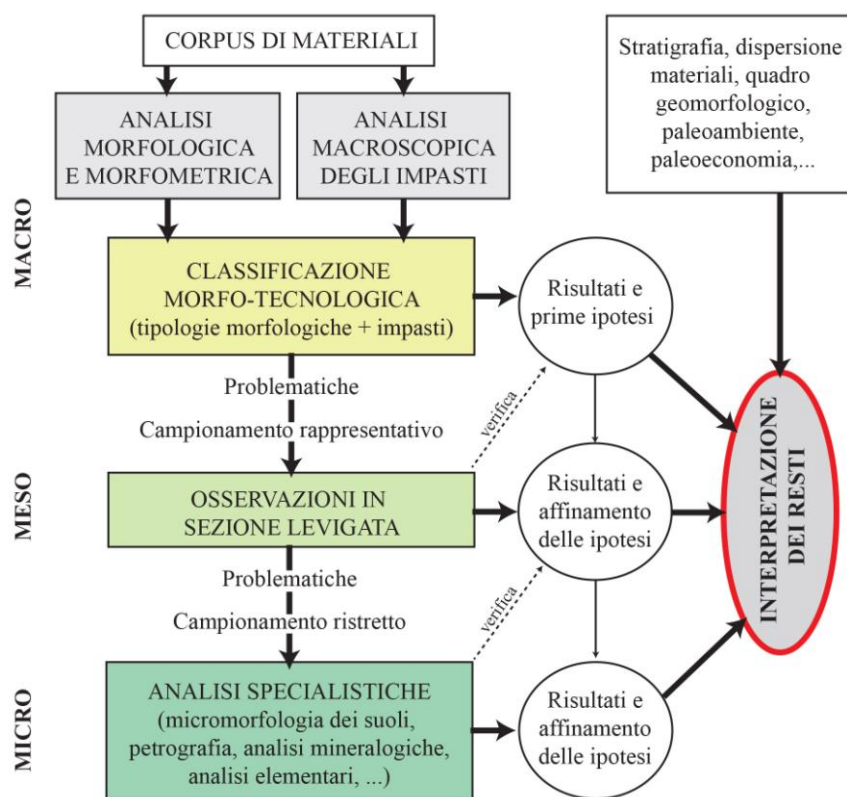 CORPUS DI MATERIALI
Stratigrafia, dispersione
materiali, quadro
geomorfologico,
paleoambiente,
paleoeconomia,...
ANALISI
MORFOLOGICA
E MORFOMETRICA
ANALISI
MACROSCOPICA
DEGLI IMPASTI
MACRO
CLASSIFICAZIONE
MORFO-TECNOLOGICA
(tipologie morfologiche + impasti)
Risultati e
prime ipotesi
Problematiche
Campionamento rappresentativo
verifica
MESO
OSSERVAZIONI IN
SEZIONE LEVIGATA
Risultati e
affinamento
delle ipotesi
INTERPRETAZIONE
DEI RESTI
Problematiche
Campionamento ristretto
verifica
MICRO
ANALISI SPECIALISTICHE
(micromorfologia dei suoli,
petrografia, analisi mineralogiche,
analisi elementari, ...)
Risultati e
affinamento
delle ipotesi